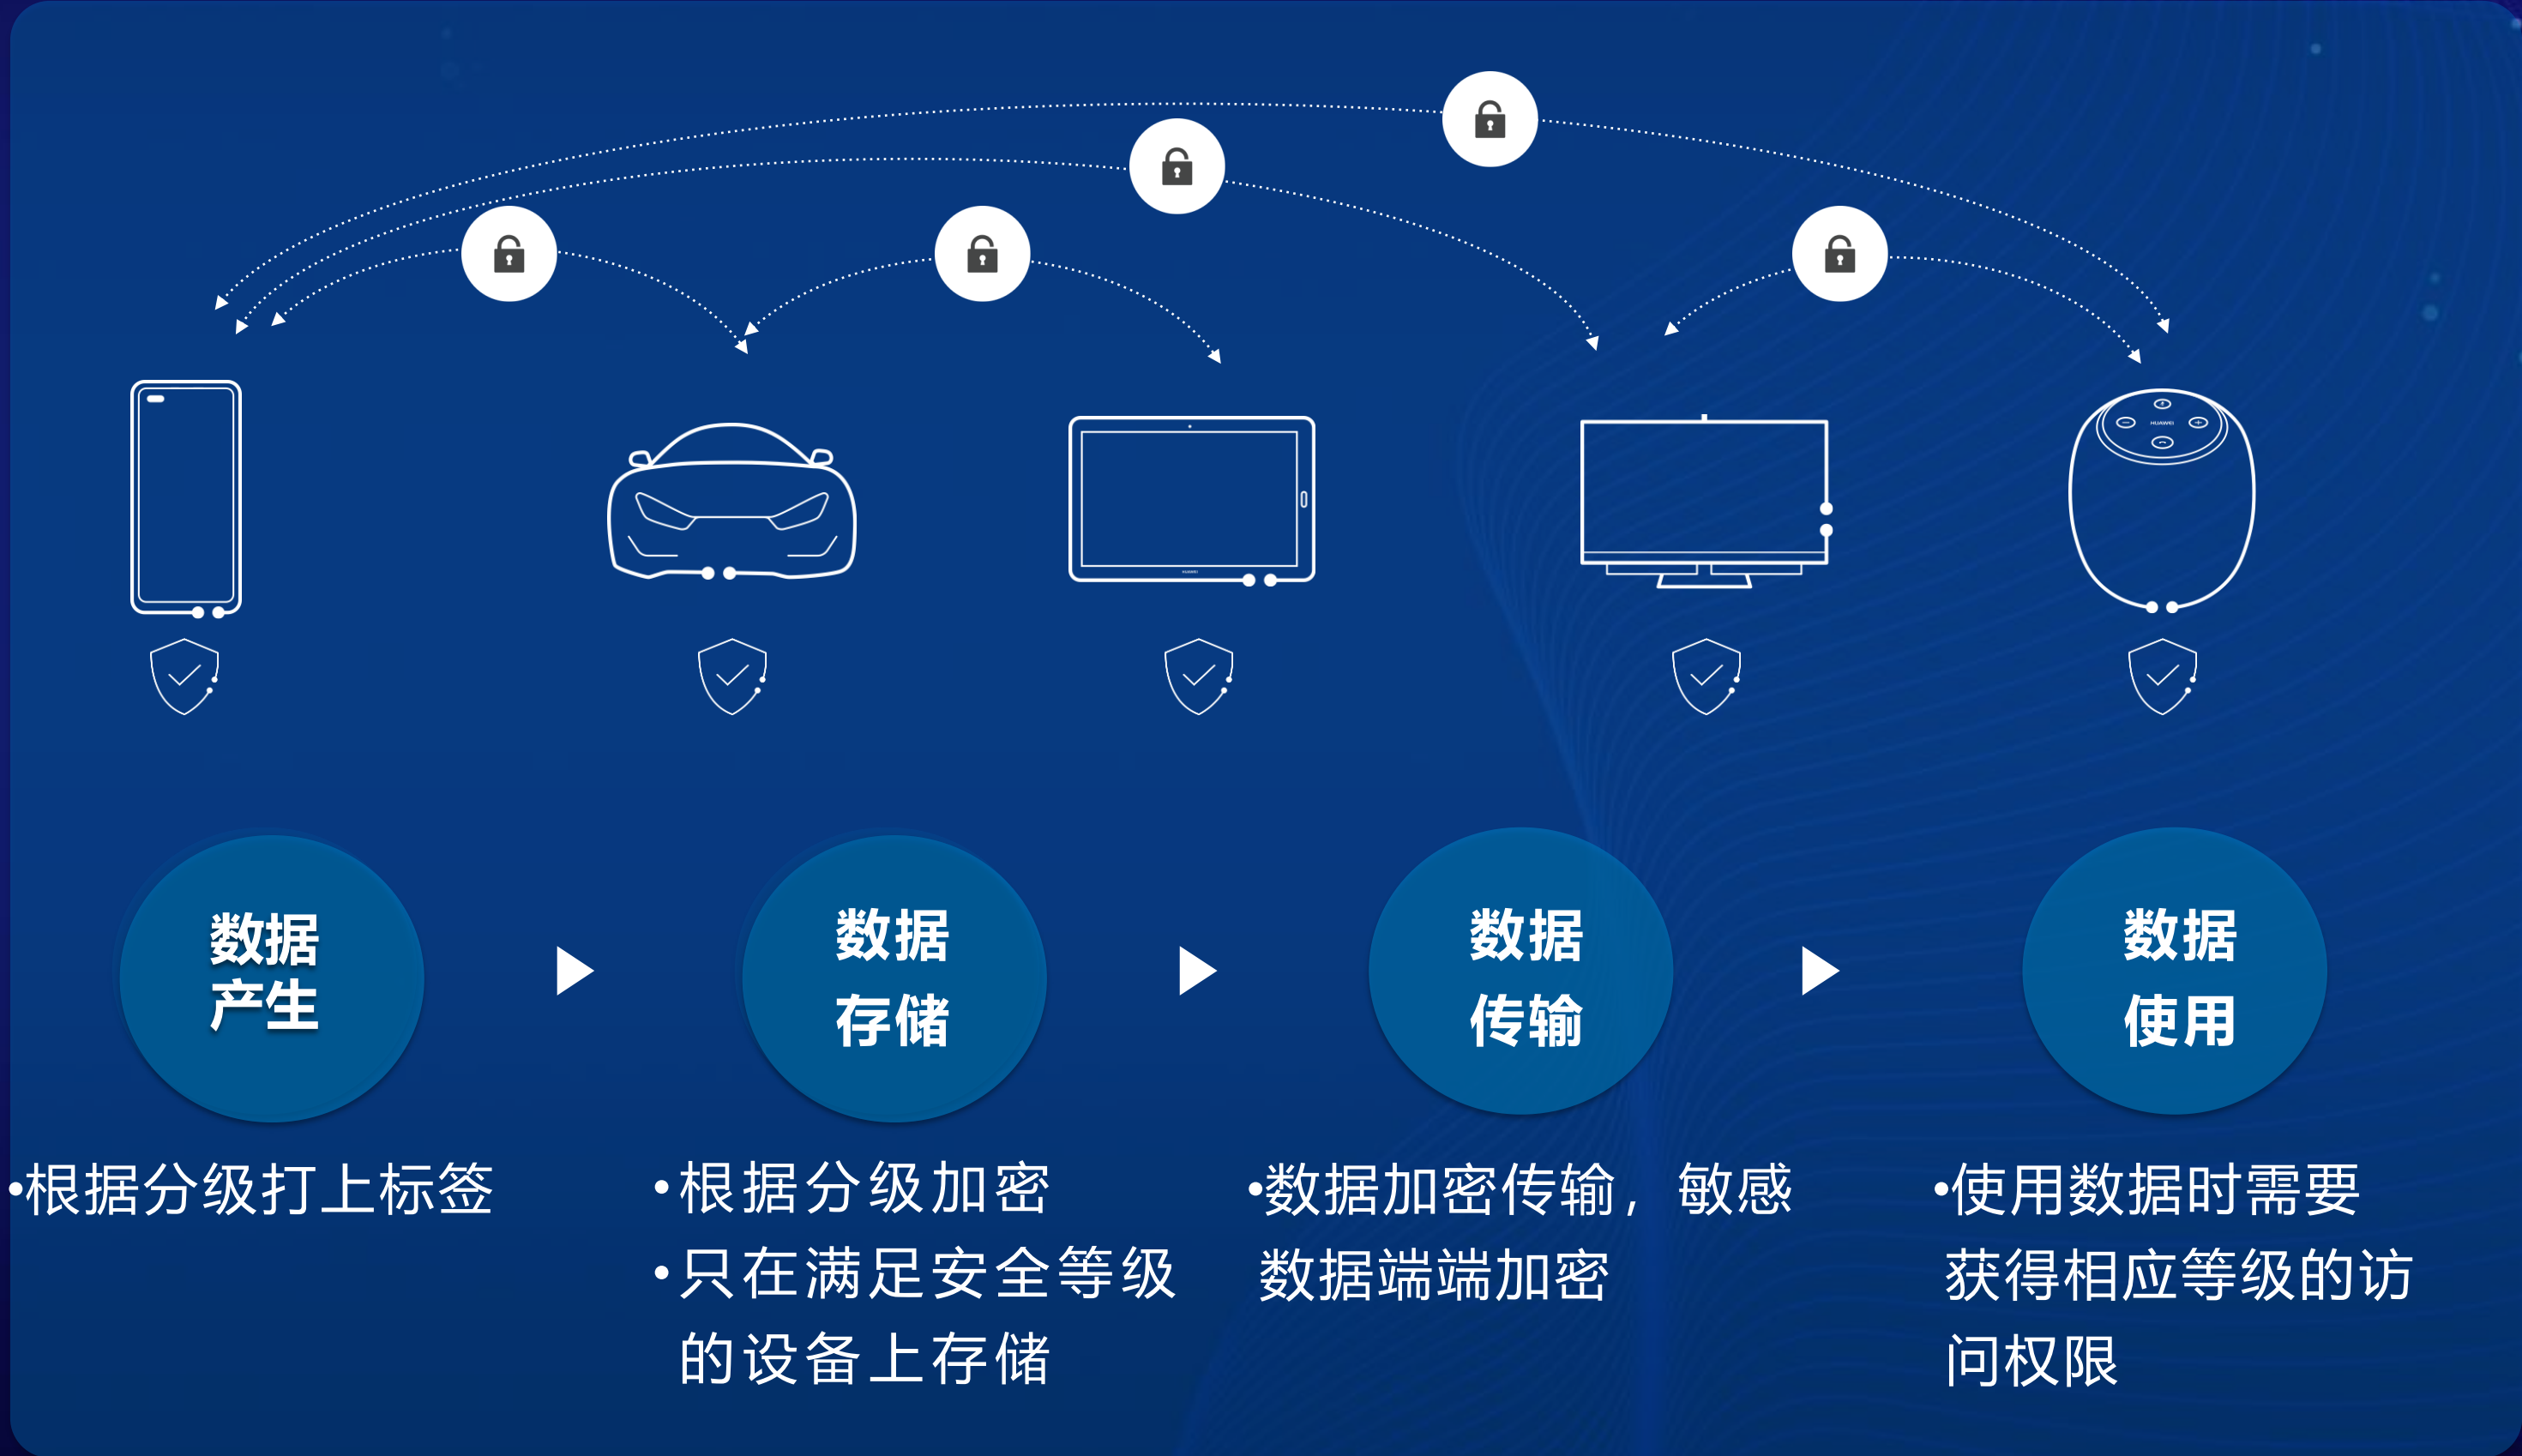 HUAWEI
HUAWEI
数据
产生
数据
存储
数据
传输
数据
使用
•根据分级打上标签
•根据分级加密
•只在满足安全等级
的设备上存储
•数据加密传输，敏感
数据端端加密
•使用数据时需要
获得相应等级的访
问权限